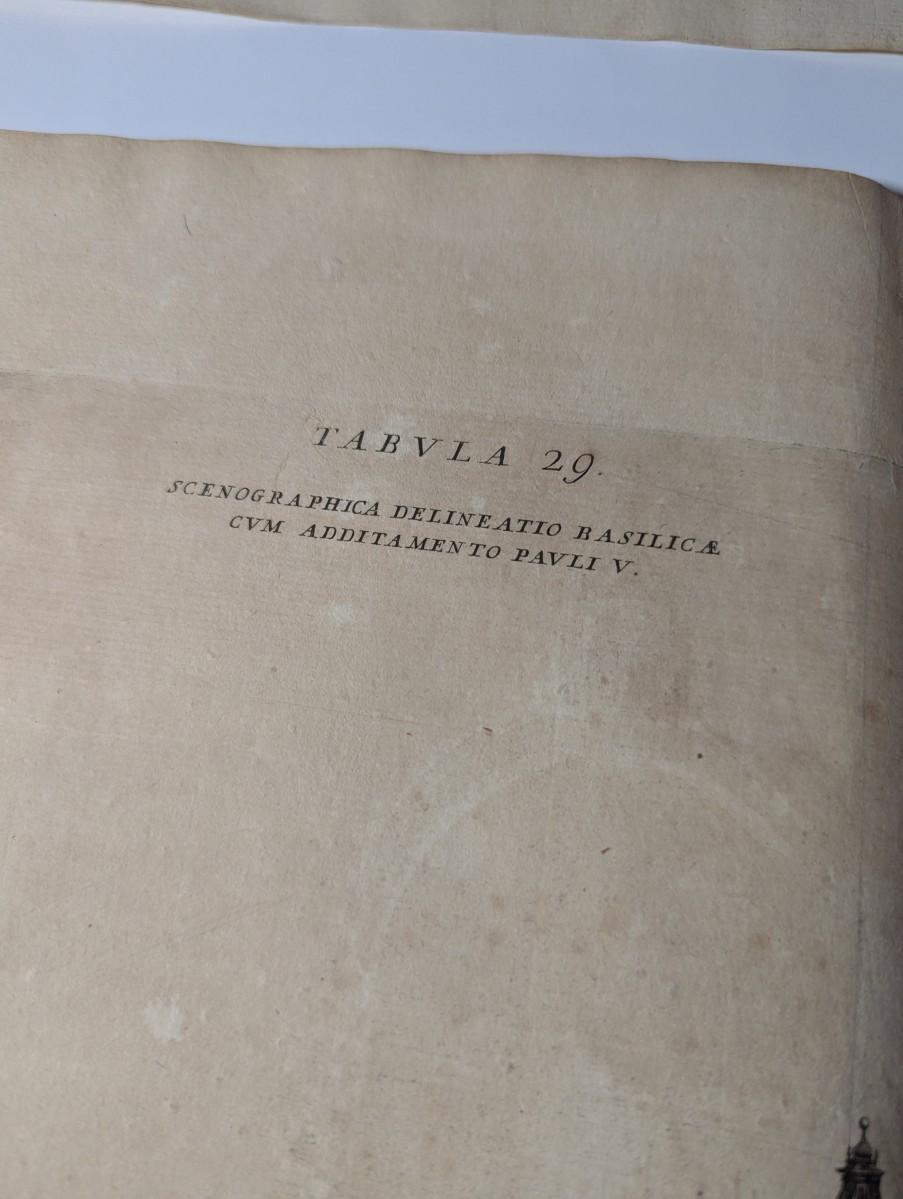 TABVLA 29.
SCENOGRAPHICA DELINEATIO BASILICÆ
CVM ADDITAMENTO PAVLI V.